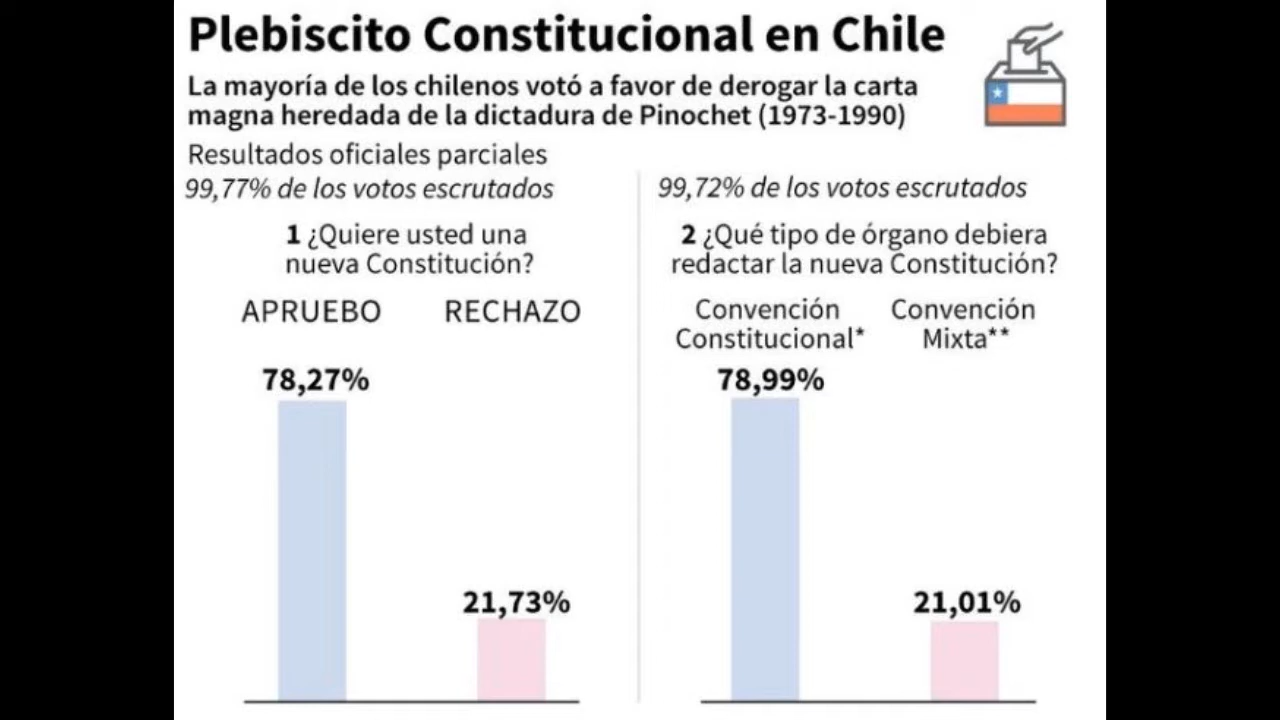 Plebiscito Constitucional en Chile
La mayoría de los chilenos votó a favor de derogar la carta
magna heredada de la dictadura de Pinochet (1973-1990)
Resultados oficiales parciales
99,77% de los votos escrutados
1 ¿Quiere usted una
nueva Constitución?
APRUEBO RECHAZO
78,27%
21,73%
99,72% de los votos escrutados
2 ¿Qué tipo de órgano debiera
redactar la nueva Constitución?
Convención Convención
Constitucional* Mixta**
78,99%
21,01%